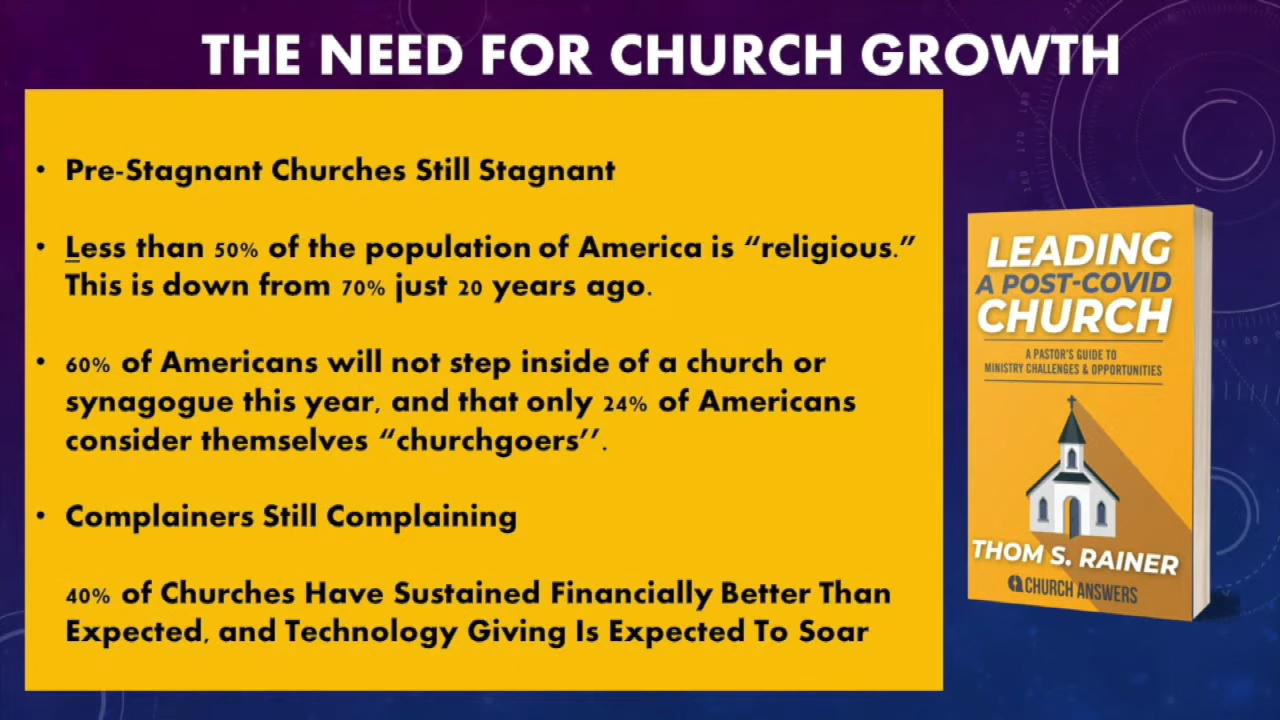 THE NEED FOR CHURCH GROWTH
• Pre-Stagnant Churches Still Stagnant
• Less than 50% of the population of America is “religious.”
This is down from 70% just 20 years ago.
• 60% of Americans will not step inside of a church or
synagogue this year, and that only 24% of Americans
consider themselves “churchgoers’’.
• Complainers Still Complaining
40% of Churches Have Sustained Financially Better Than
Expected, and Technology Giving Is Expected To Soar
LEADING
A POST-COVID
CHURCH
A PASTOR'S GUIDE TO
MINISTRY CHALLENGES & OPPORTUNITIES
THOM S. RAINER
CHURCH ANSWERS